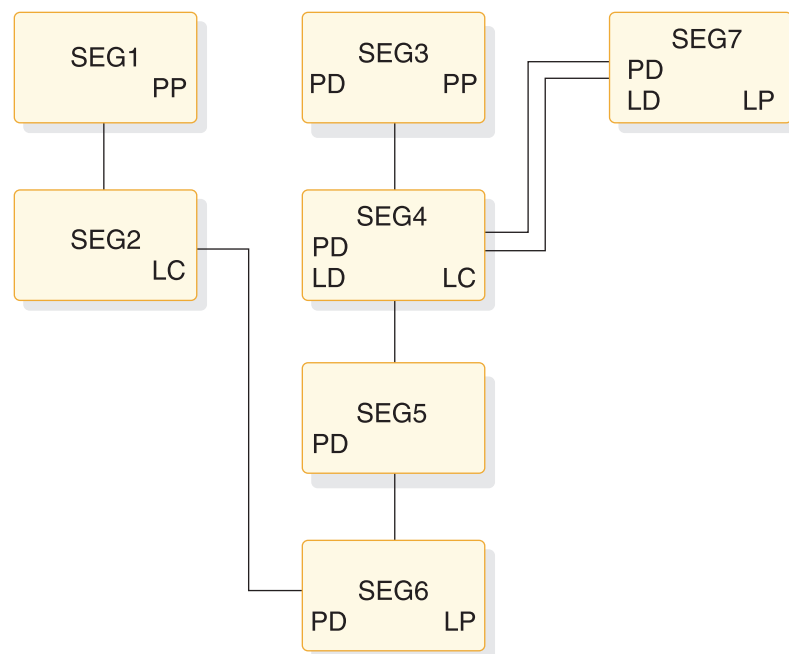 SEG1
PP
SEG3
PD PP
SEG7
PD
LD LP
SEG2
LC
SEG4
PD
LD LC
SEG5
PD
SEG6
PD LP